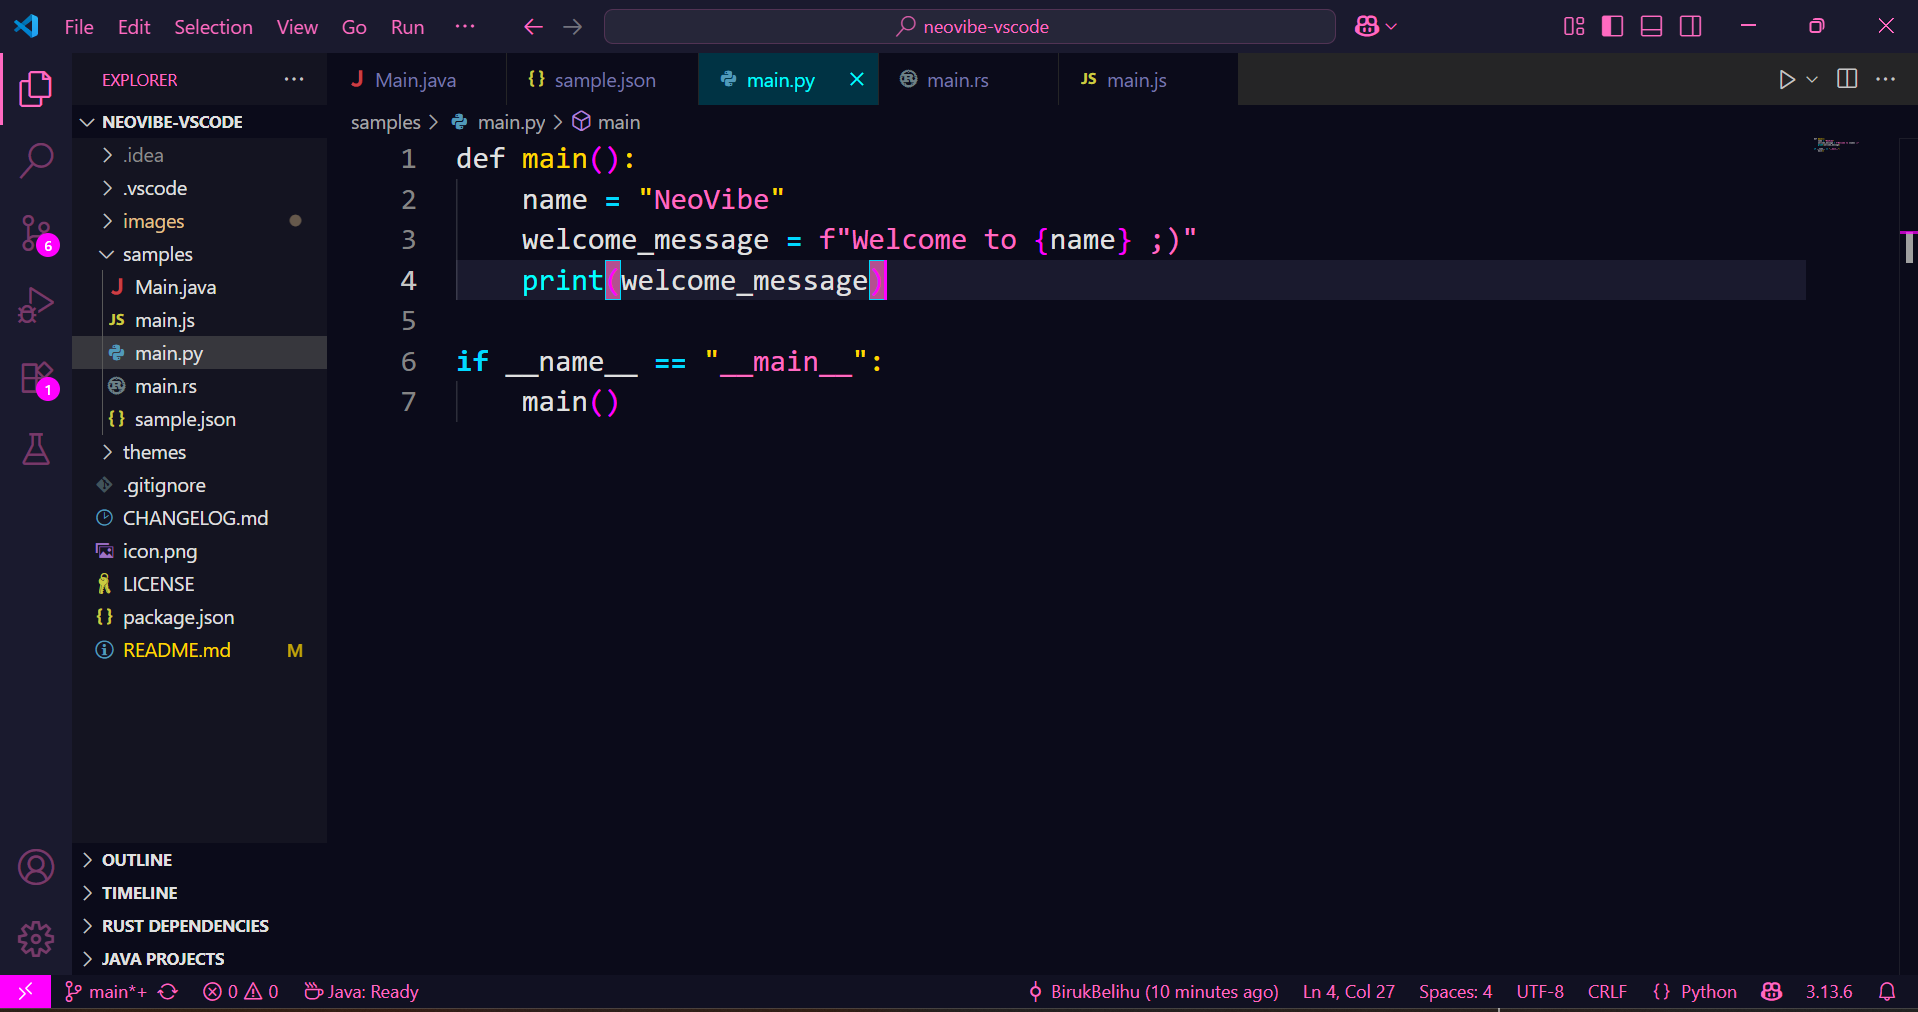 File Edit Selection View Go Run ··· neovibe-vscode
EXPLORER ···
NEOVIBE-VSCODE
.idea
.vscode
images
samples
Main.java
main.js
main.py
main.rs
sample.json
themes
.gitignore
CHANGELOG.md
icon.png
LICENSE
package.json
README.md M
OUTLINE
TIMELINE
RUST DEPENDENCIES
JAVA PROJECTS
6
1
Main.java sample.json main.py main.rs main.js
samples > main.py > main
1 def main():
2     name = "NeoVibe"
3     welcome_message = f"Welcome to {name} ;)"
4     print(welcome_message)
5
6 if __name__ == "__main__":
7     main()
main*+ 0 0 Java: Ready BirukBelihu (10 minutes ago) Ln 4, Col 27 Spaces: 4 UTF-8 CRLF {} Python 3.13.6